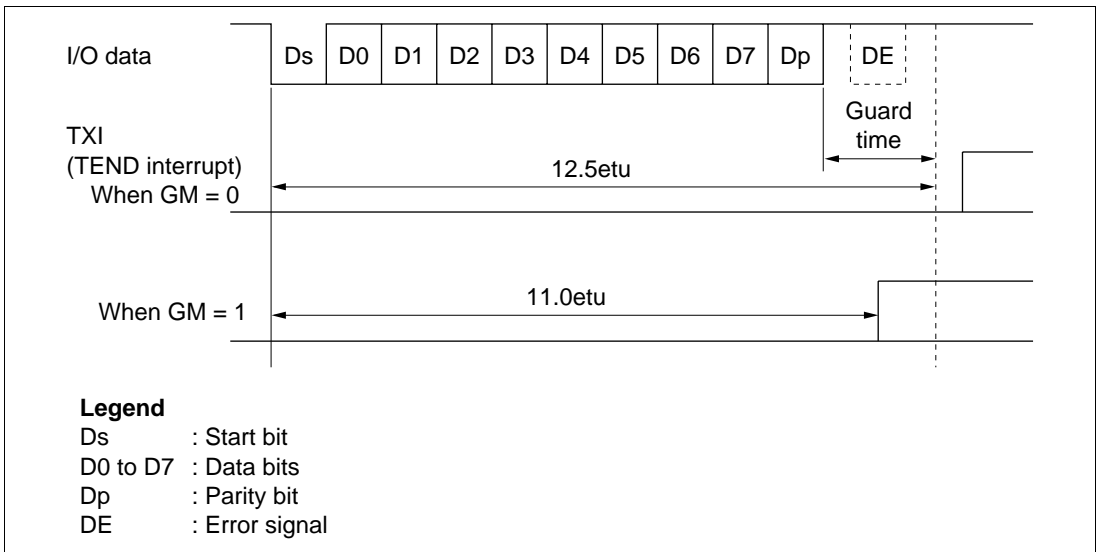 I/O data
Ds D0 D1 D2 D3 D4 D5 D6 D7 Dp DE
Guard
time
TXI
(TEND interrupt)
When GM = 0
12.5etu
When GM = 1
11.0etu
Legend
Ds : Start bit
D0 to D7 : Data bits
Dp : Parity bit
DE : Error signal